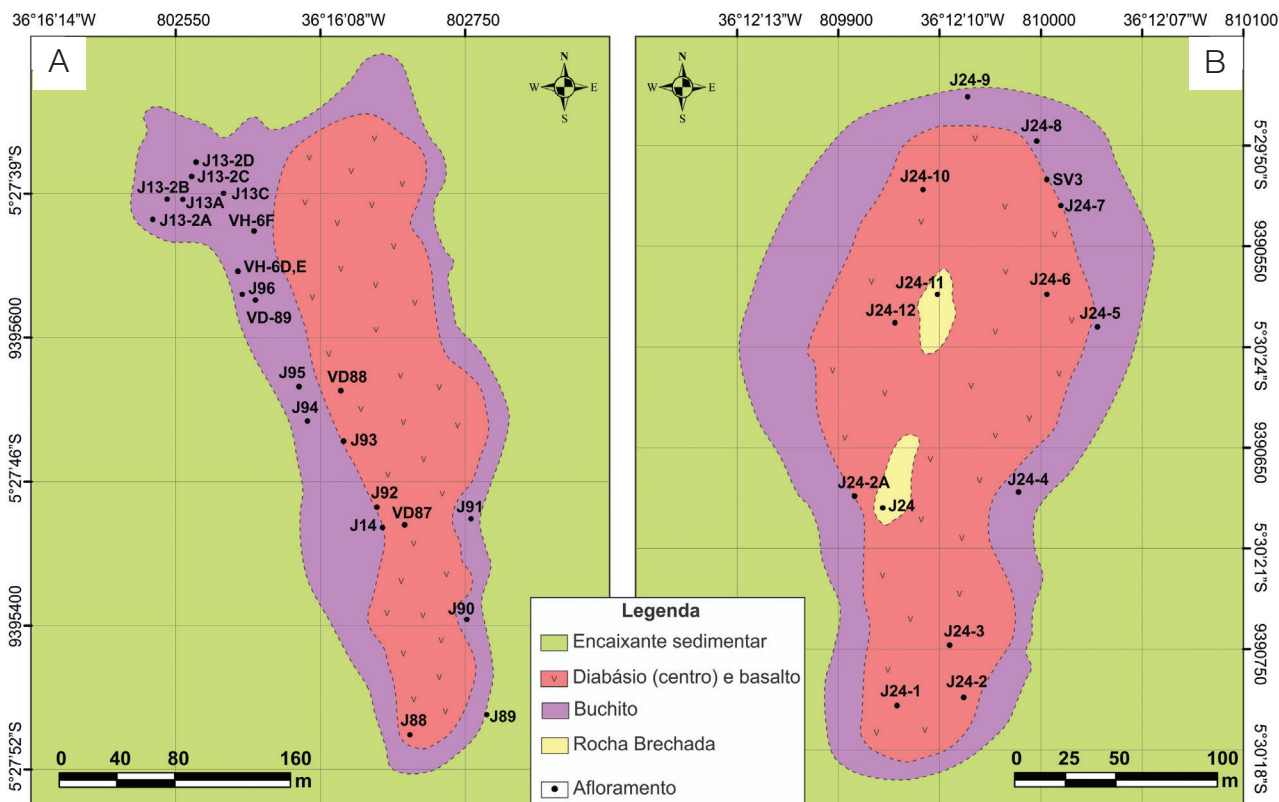 36°16'14"W 802550 36°16'08"W 802750
A
N
W E
S
5°27'39"S
9395600
5°27'46"S
9395400
5°27'52"S
J13-2D
J13-2C
J13-2B J13C
J13A
J13-2A VH-6F
VH-6D,E
J96
VD-89
J95 VD88
J94
J93
J92
VD87 J91
J14
J90
J88 J89
0 40 80 160
m
36°12'13"W 809900 36°12'10"W 810000 36°12'07"W 810100
B
N
W E
S
J24-9
J24-8
J24-10 SV3
J24-7
J24-11 J24-6
J24-12 J24-5
J24-2A J24-4
J24
J24-3
J24-1 J24-2
5°29'50"S
9390550
5°30'24"S
9390650
5°30'21"S
9390750
5°30'18"S
0 25 50 100
m
Legenda
Encaixante sedimentar
v Diabásio (centro) e basalto
Buchito
Rocha Brechada
Afloramento